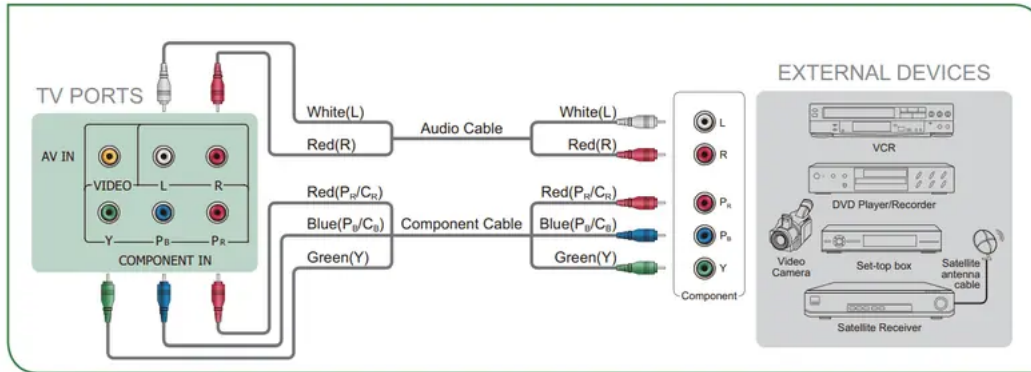 TV PORTS
AV IN
VIDEO
L
R
Y
PB
PR
COMPONENT IN
White(L)
Red(R)
Audio Cable
White(L)
Red(R)
Red(PR/CR)
Blue(PB/CB)
Green(Y)
Component Cable
Red(PR/CR)
Blue(PB/CB)
Green(Y)
L
R
PR
PB
Y
Component
EXTERNAL DEVICES
VCR
DVD Player/Recorder
Video
Camera
Set-top box
Satellite
antenna
cable
Satellite Receiver